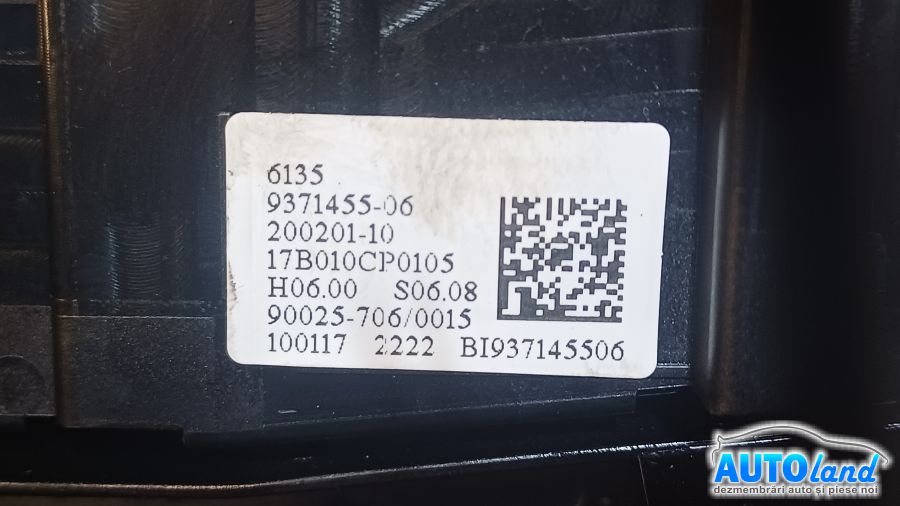 6135
9371455-06
200201-10
17B010CP0105
H06.00 S06.08
90025-706/0015
100117 2222 BI937145506
AUTOland
dezmembrări auto și piese noi